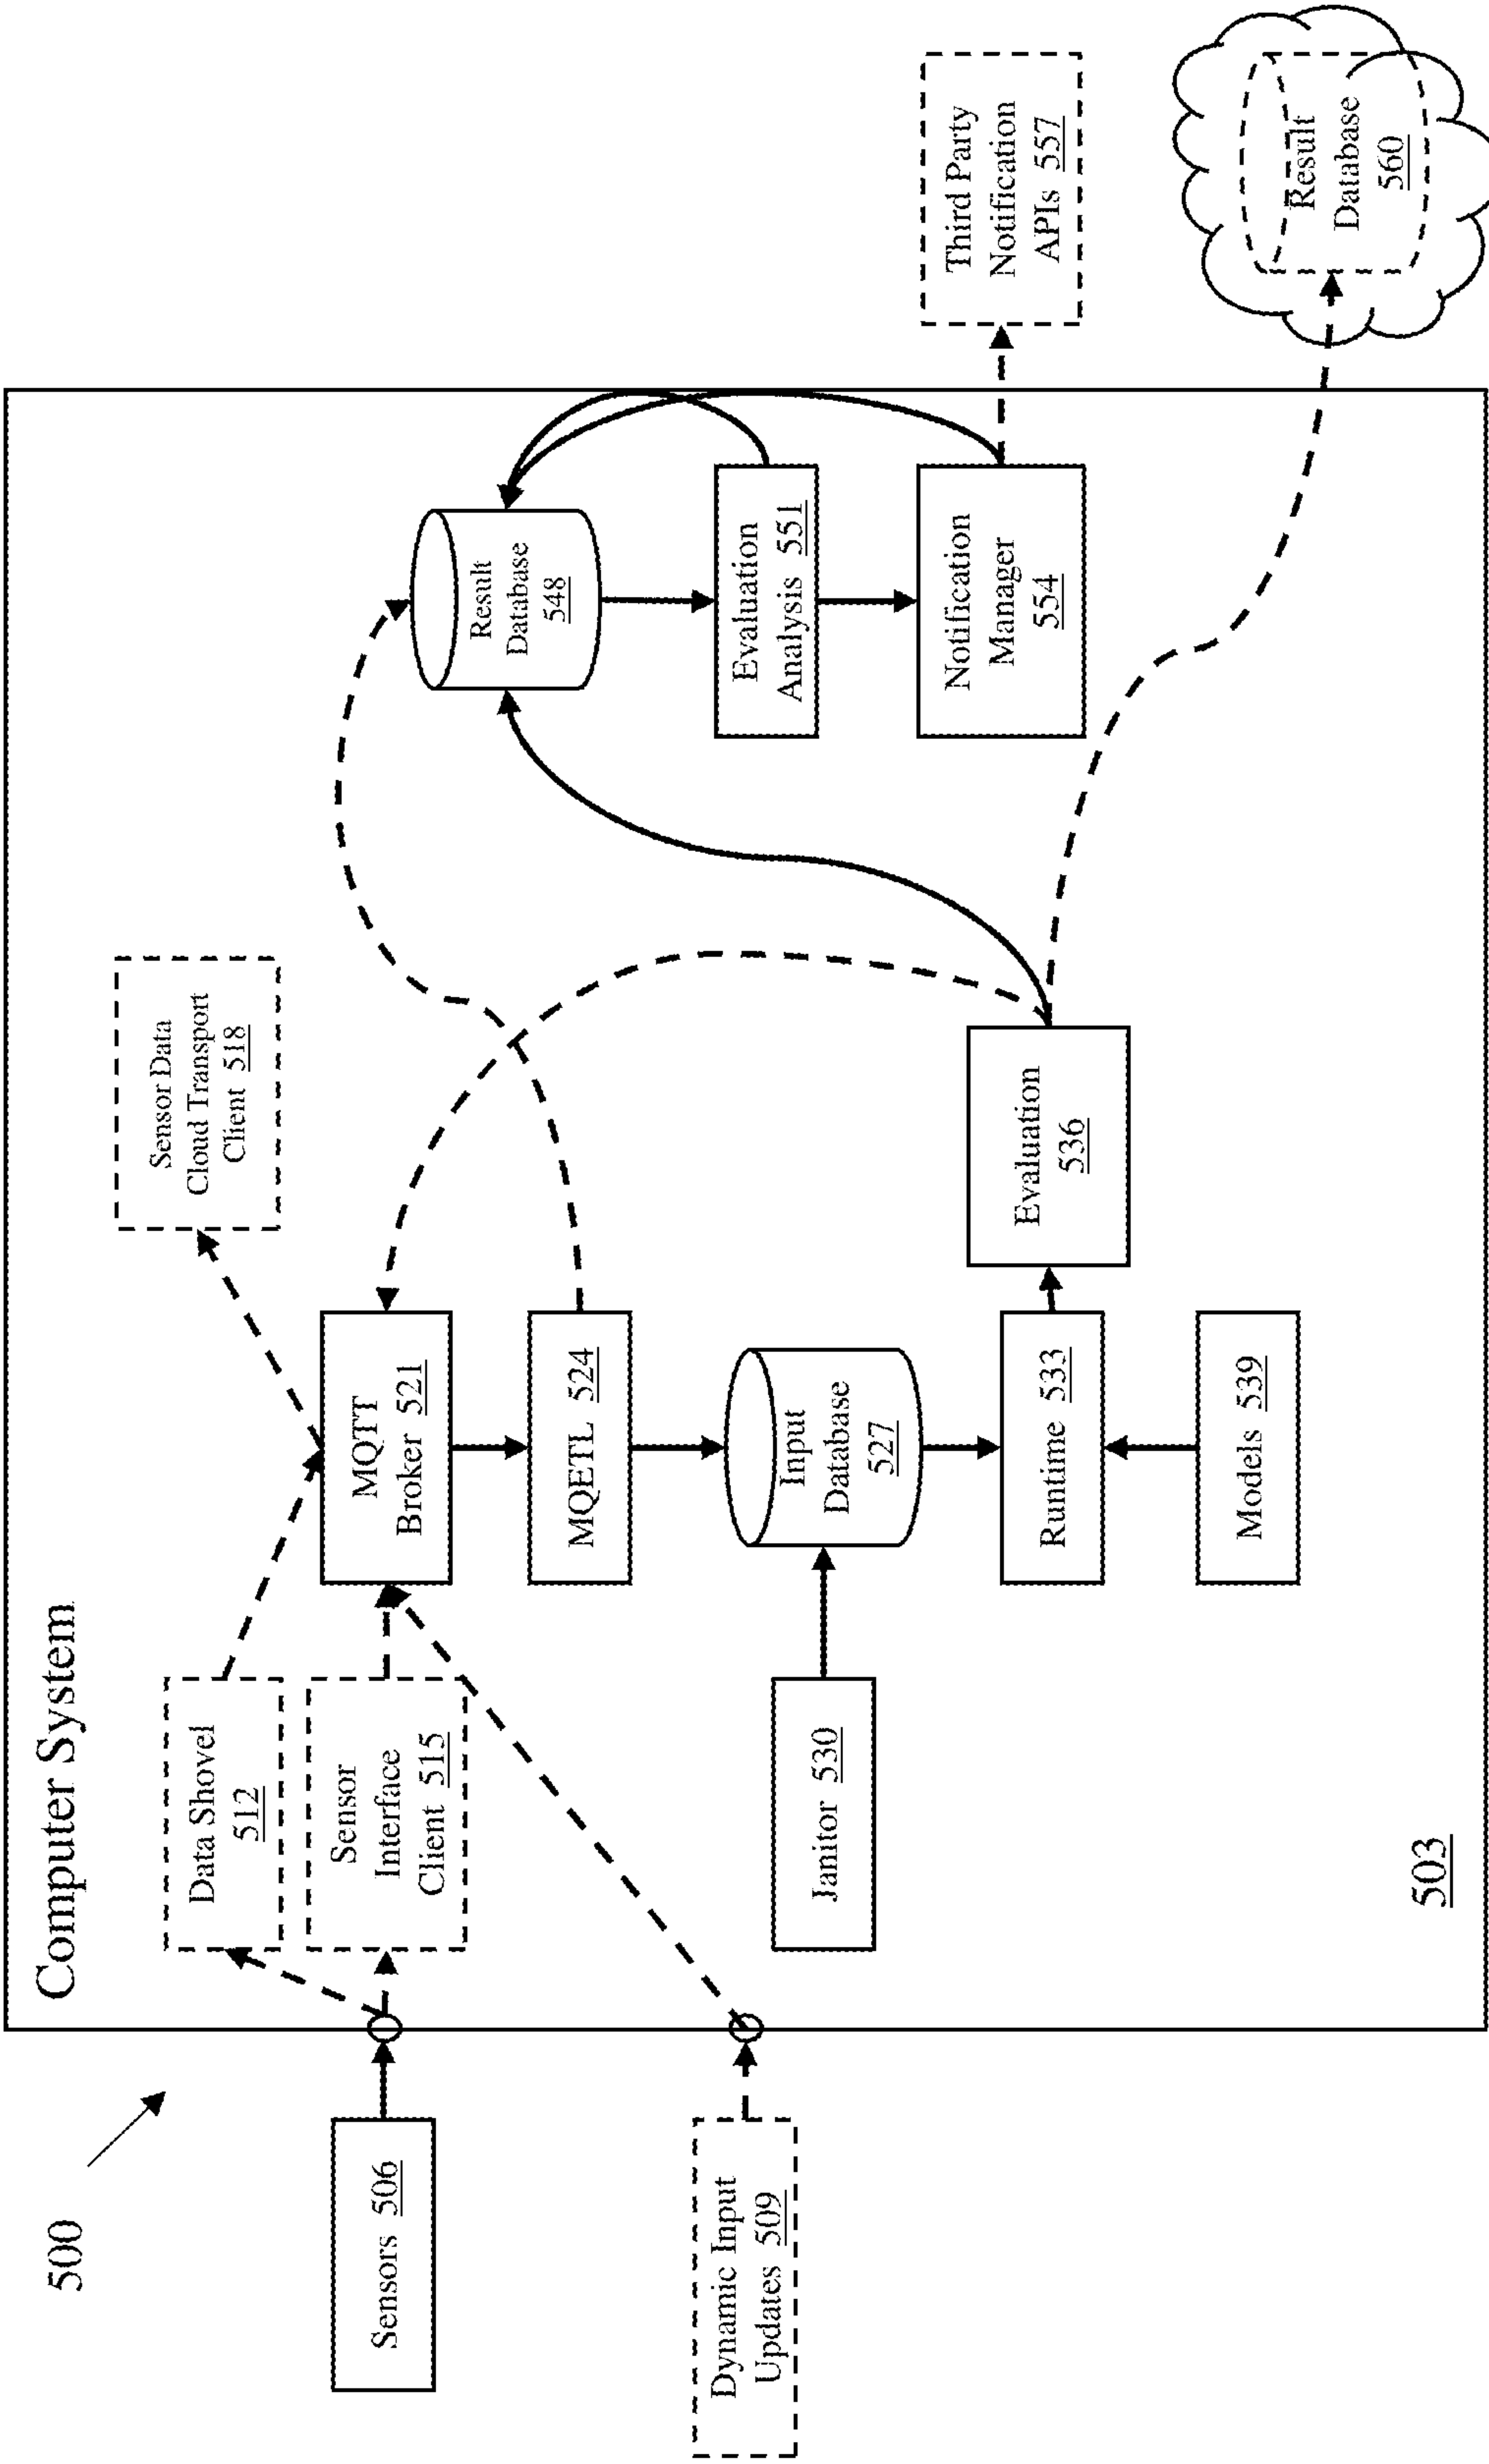 500
Computer System
Sensors 506
Dynamic Input
Updates 509
Data Shovel
512
Sensor
Interface
Client 515
Sensor Data
Cloud Transport
Client 518
MQTT
Broker 521
MQETL 524
Input
Database
527
Janitor 530
Runtime 533
Models 539
Evaluation
536
Result
Database
548
Evaluation
Analysis 551
Notification
Manager
554
Third Party
Notification
APIs 557
Result
Database
560
503